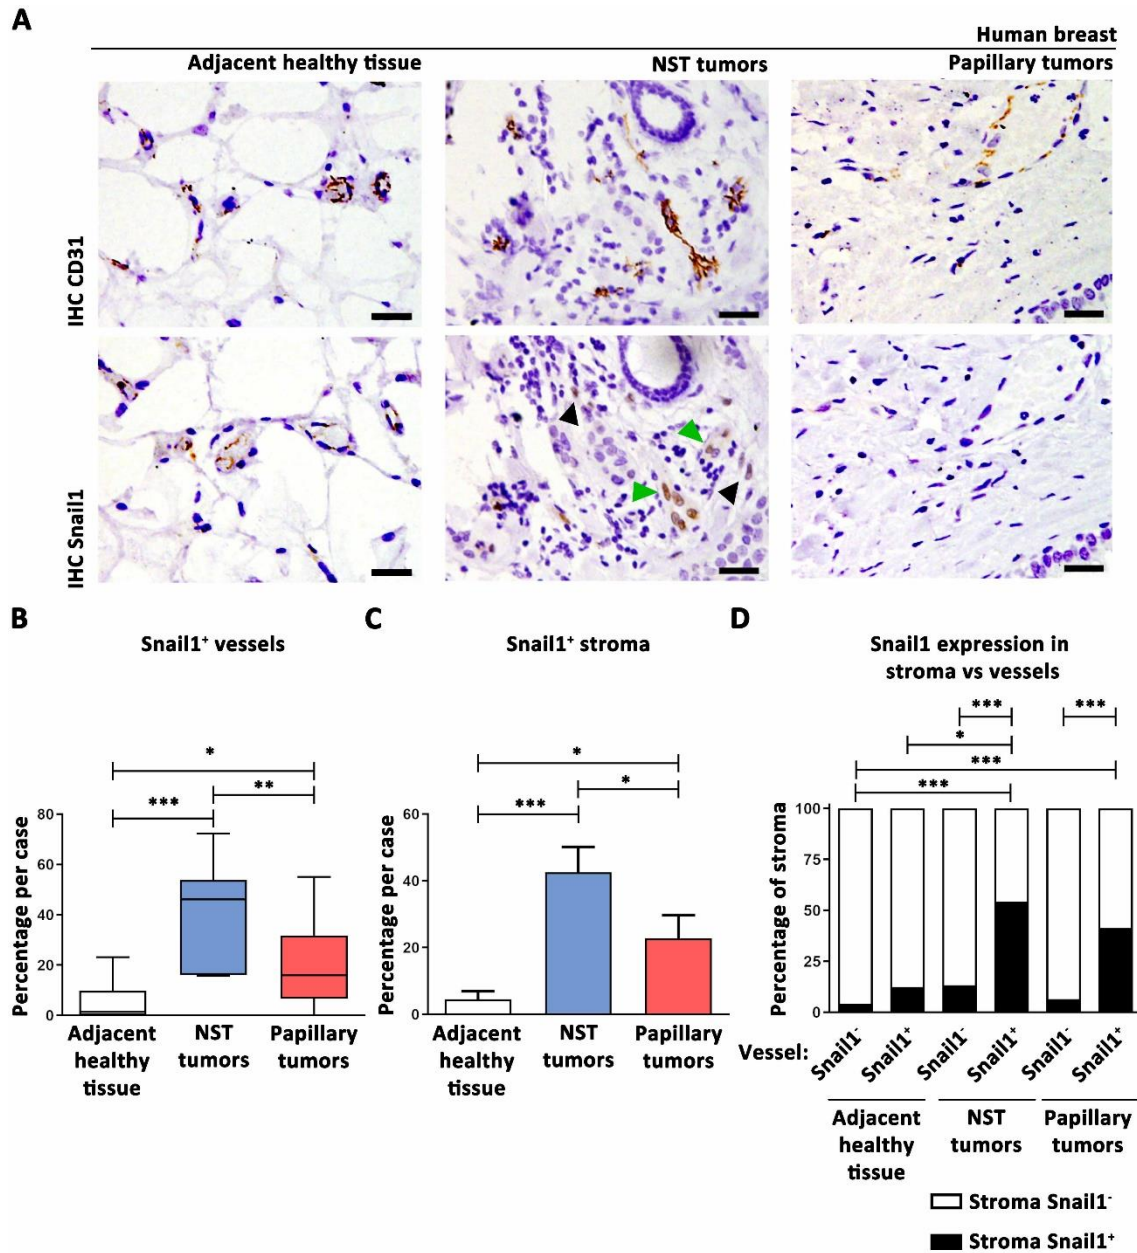 A
Human breast
Adjacent healthy tissue
NST tumors
Papillary tumors
IHC CD31
IHC Snail1
B
Snail1⁺ vessels
*
***
**
Percentage per case
80
60
40
20
0
Adjacent
healthy
tissue
NST
tumors
Papillary
tumors
C
Snail1⁺ stroma
*
***
*
Percentage per case
60
40
20
0
Adjacent
healthy
tissue
NST
tumors
Papillary
tumors
D
Snail1 expression in
stroma vs vessels
***
***
*
***
***
Percentage of stroma
100
75
50
25
0
Vessel:
Snail1⁻
Snail1⁺
Snail1⁻
Snail1⁺
Snail1⁻
Snail1⁺
Adjacent
healthy
tissue
NST
tumors
Papillary
tumors
Stroma Snail1⁻
Stroma Snail1⁺